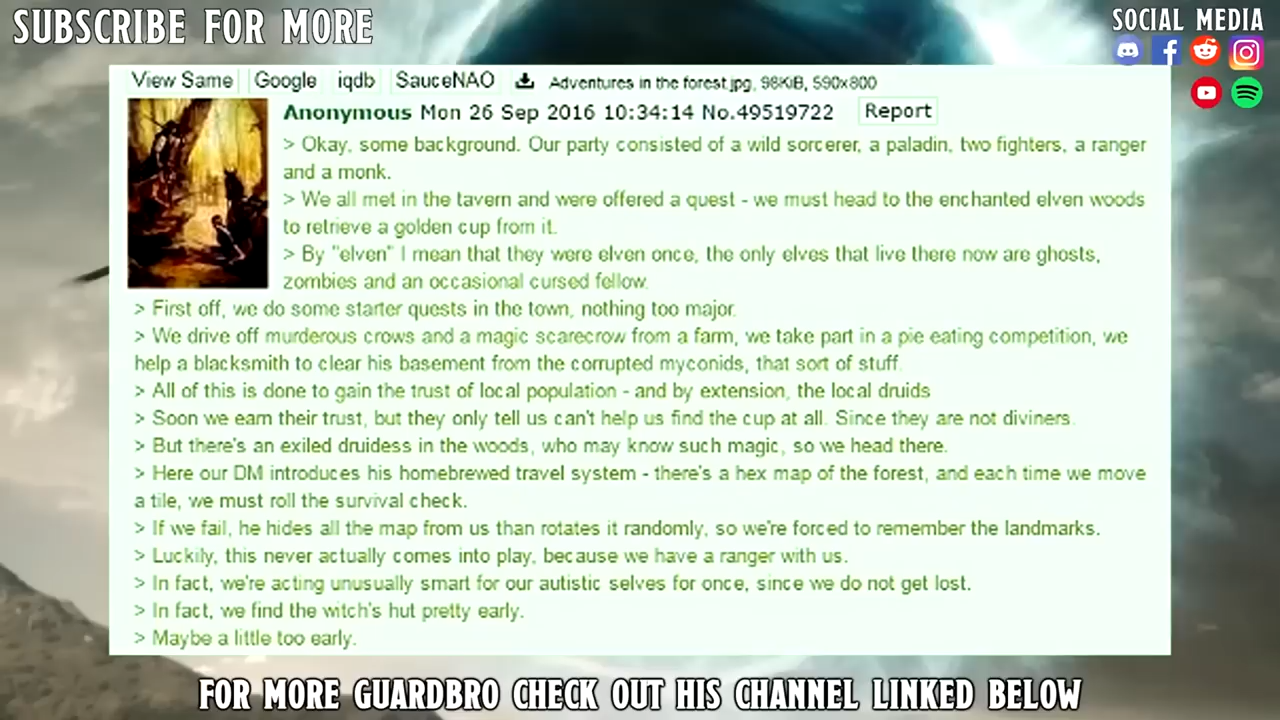 SUBSCRIBE FOR MORE
SOCIAL MEDIA
View Same Google iqdb SauceNAO Adventures in the forest.jpg, 98KiB, 590x800
Anonymous Mon 26 Sep 2016 10:34:14 No.49519722 Report
> Okay, some background. Our party consisted of a wild sorcerer, a paladin, two fighters, a ranger
and a monk.
> We all met in the tavern and were offered a quest - we must head to the enchanted elven woods
to retrieve a golden cup from it.
> By "elven" I mean that they were elven once, the only elves that live there now are ghosts,
zombies and an occasional cursed fellow.
> First off, we do some starter quests in the town, nothing too major.
> We drive off murderous crows and a magic scarecrow from a farm, we take part in a pie eating competition, we
help a blacksmith to clear his basement from the corrupted myconids, that sort of stuff.
> All of this is done to gain the trust of local population - and by extension, the local druids
> Soon we earn their trust, but they only tell us can't help us find the cup at all. Since they are not diviners.
> But there's an exiled druidess in the woods, who may know such magic, so we head there.
> Here our DM introduces his homebrewed travel system - there's a hex map of the forest, and each time we move
a tile, we must roll the survival check.
> If we fail, he hides all the map from us than rotates it randomly, so we're forced to remember the landmarks.
> Luckily, this never actually comes into play, because we have a ranger with us.
> In fact, we're acting unusually smart for our autistic selves for once, since we do not get lost.
> In fact, we find the witch's hut pretty early.
> Maybe a little too early.
FOR MORE GUARDBRO CHECK OUT HIS CHANNEL LINKED BELOW